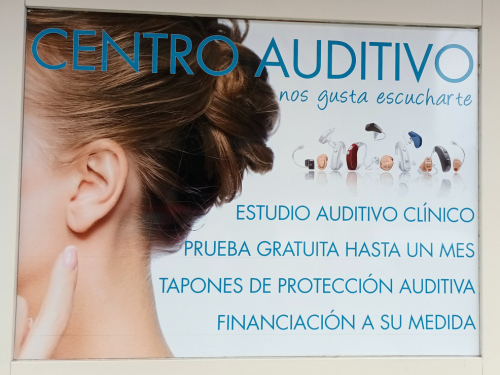 CENTRO AUDITIVO
nos gusta escucharte
ESTUDIO AUDITIVO CLÍNICO
PRUEBA GRATUITA HASTA UN MES
TAPONES DE PROTECCIÓN AUDITIVA
FINANCIACIÓN A SU MEDIDA